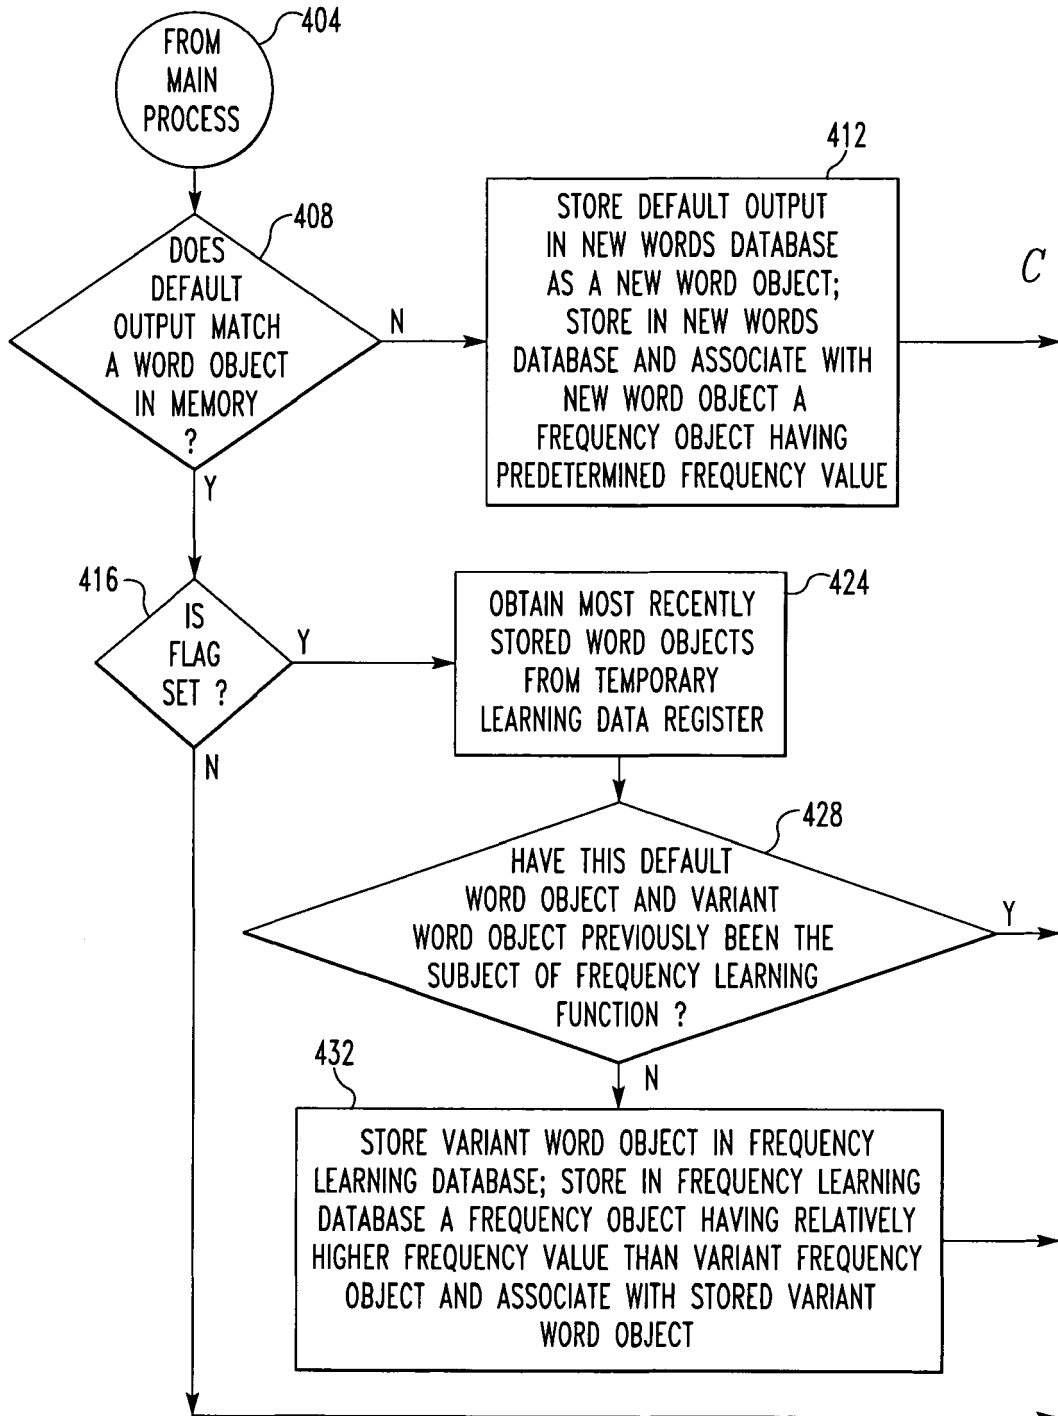 404
FROM
MAIN
PROCESS
408
DOES
DEFAULT
OUTPUT MATCH
A WORD OBJECT
IN MEMORY
?
N
Y
412
STORE DEFAULT OUTPUT
IN NEW WORDS DATABASE
AS A NEW WORD OBJECT;
STORE IN NEW WORDS
DATABASE AND ASSOCIATE WITH
NEW WORD OBJECT A
FREQUENCY OBJECT HAVING
PREDETERMINED FREQUENCY VALUE
C
416
IS
FLAG
SET ?
Y
N
424
OBTAIN MOST RECENTLY
STORED WORD OBJECTS
FROM TEMPORARY
LEARNING DATA REGISTER
428
HAVE THIS DEFAULT
WORD OBJECT AND VARIANT
WORD OBJECT PREVIOUSLY BEEN THE
SUBJECT OF FREQUENCY LEARNING
FUNCTION ?
Y
N
432
STORE VARIANT WORD OBJECT IN FREQUENCY
LEARNING DATABASE; STORE IN FREQUENCY LEARNING
DATABASE A FREQUENCY OBJECT HAVING RELATIVELY
HIGHER FREQUENCY VALUE THAN VARIANT FREQUENCY
OBJECT AND ASSOCIATE WITH STORED VARIANT
WORD OBJECT